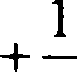 + 1
—